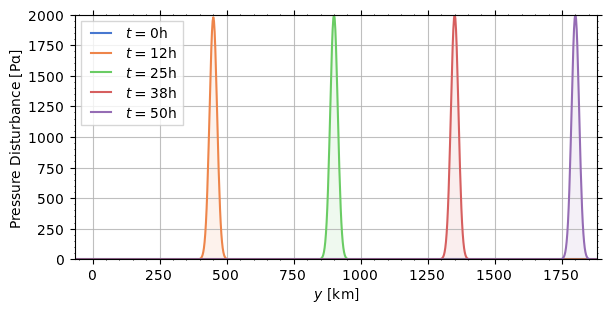 2000
1750
1500
1250
1000
750
500
250
0
Pressure Disturbance [Pα]
t = 0h
t = 12h
t = 25h
t = 38h
t = 50h
0 250 500 750 1000 1250 1500 1750
y [km]